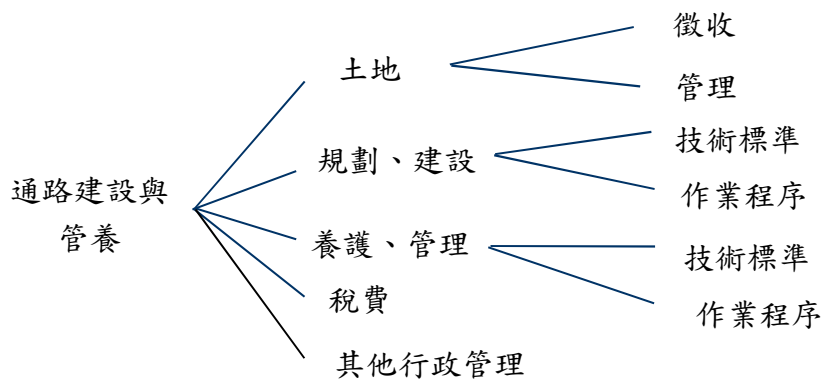 通路建設與
管養
土地
徵收
管理
規劃、建設
技術標準
作業程序
養護、管理
技術標準
作業程序
稅費
其他行政管理